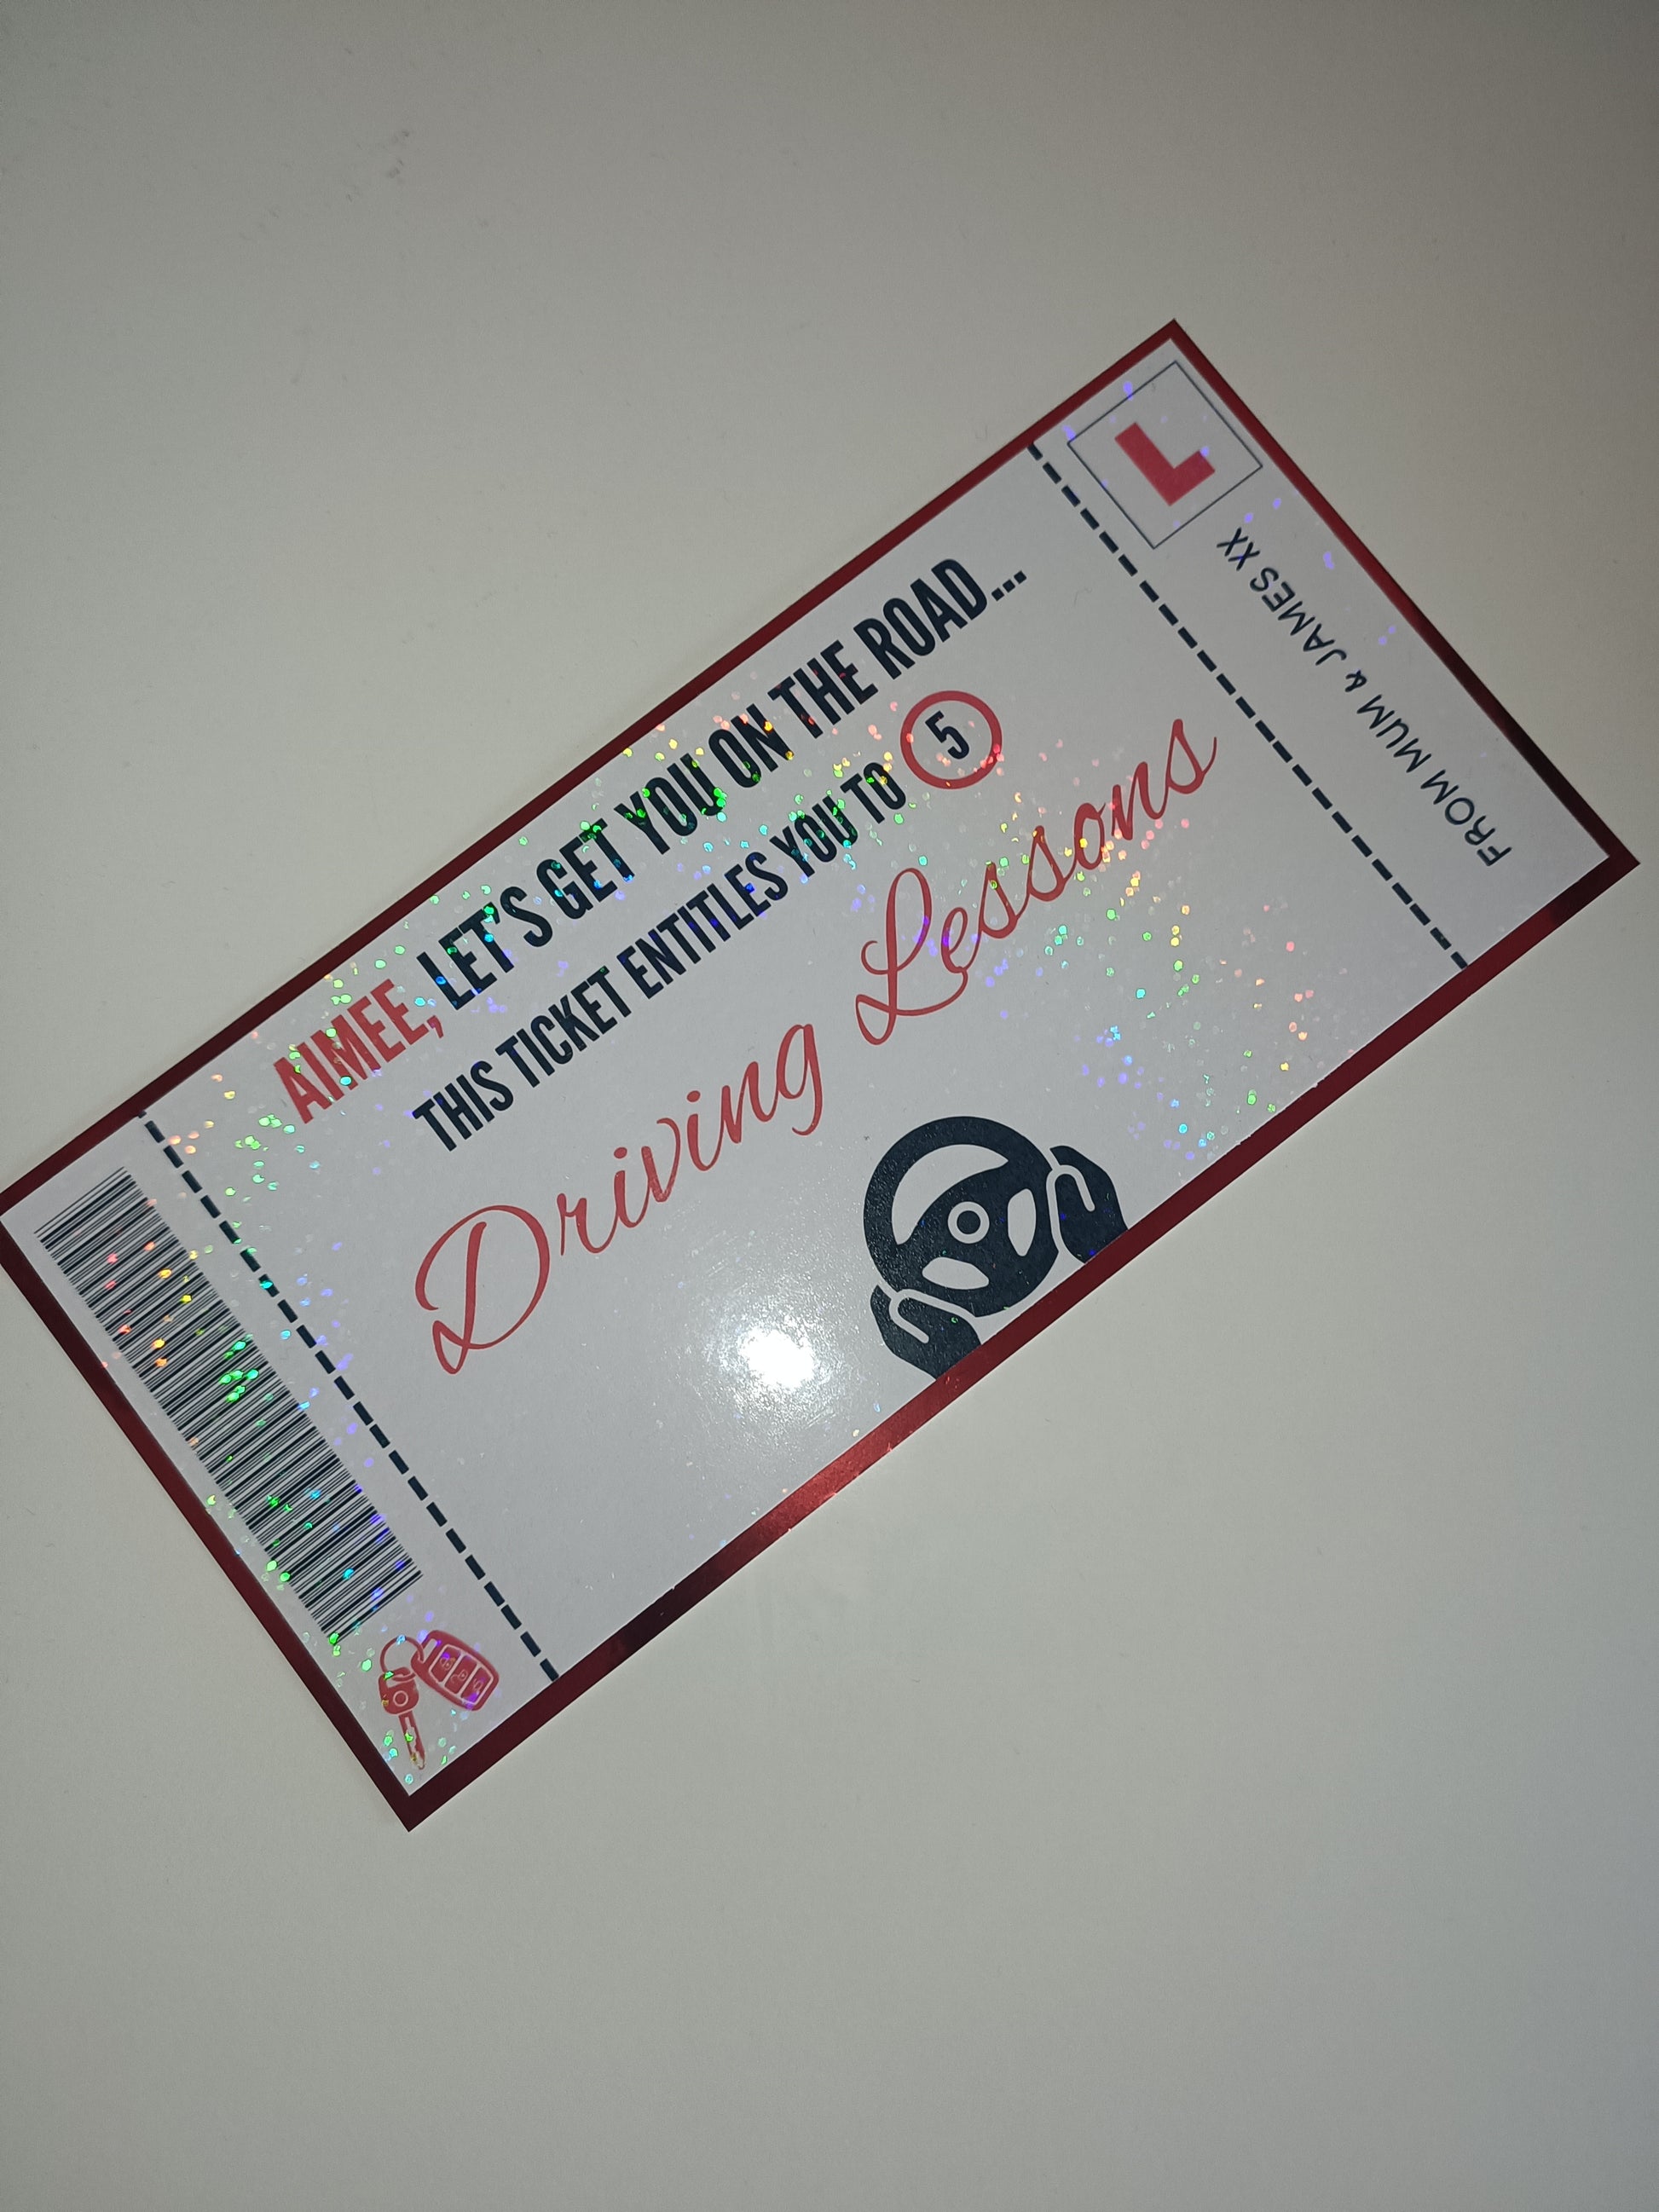 AIMEE, LET'S GET YOU ON THE ROAD...
THIS TICKET ENTITLES YOU TO 5
Driving Lessons
L
FROM MUM & JAMES XX